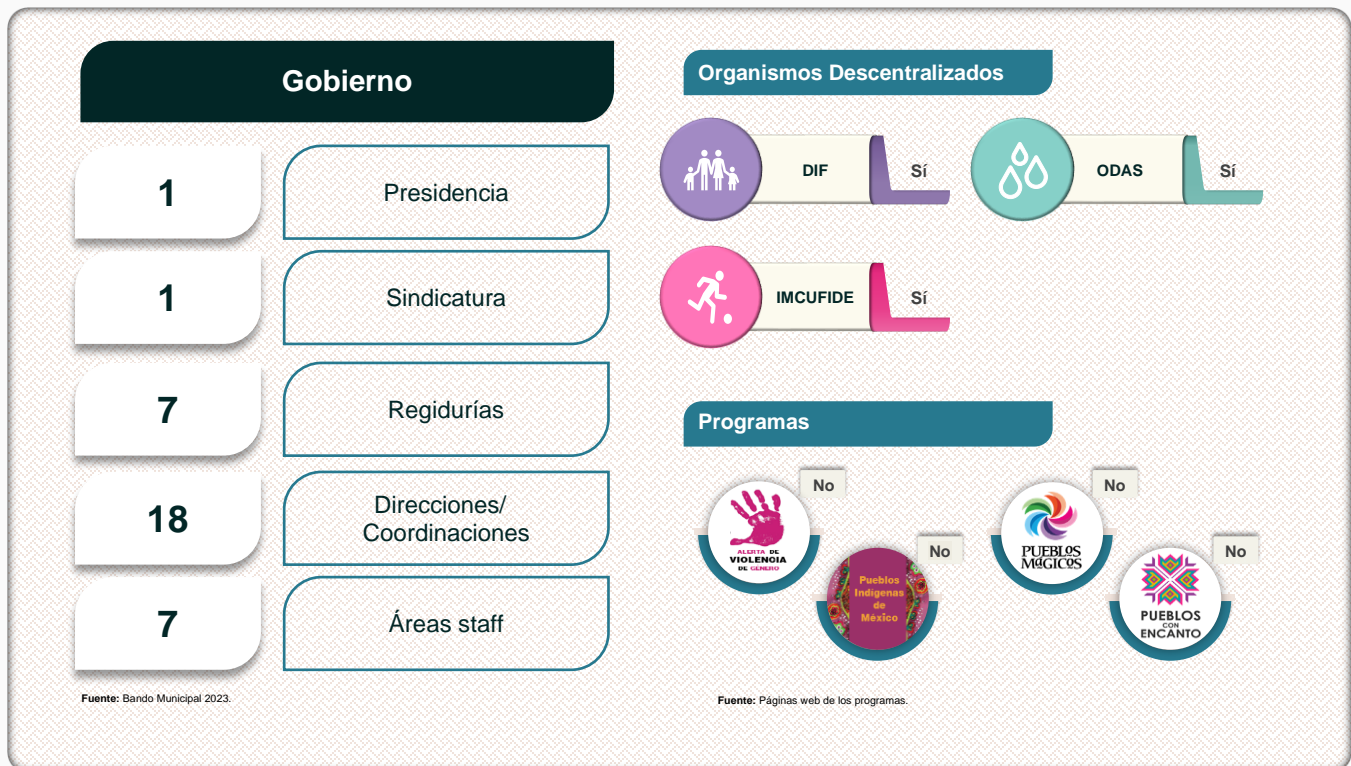 Gobierno
1
Presidencia
1
Sindicatura
7
Regidurías
18
Direcciones/
Coordinaciones
7
Áreas staff
Fuente: Bando Municipal 2023.
Organismos Descentralizados
DIF
Sí
ODAS
Sí
IMCUFIDE
Sí
Programas
No
ALERTA DE
VIOLENCIA
DE GÉNERO
No
Pueblos
Indígenas
de
México
No
PUEBLOS
MáGICOS
No
PUEBLOS
CON
ENCANTO
Fuente: Páginas web de los programas.